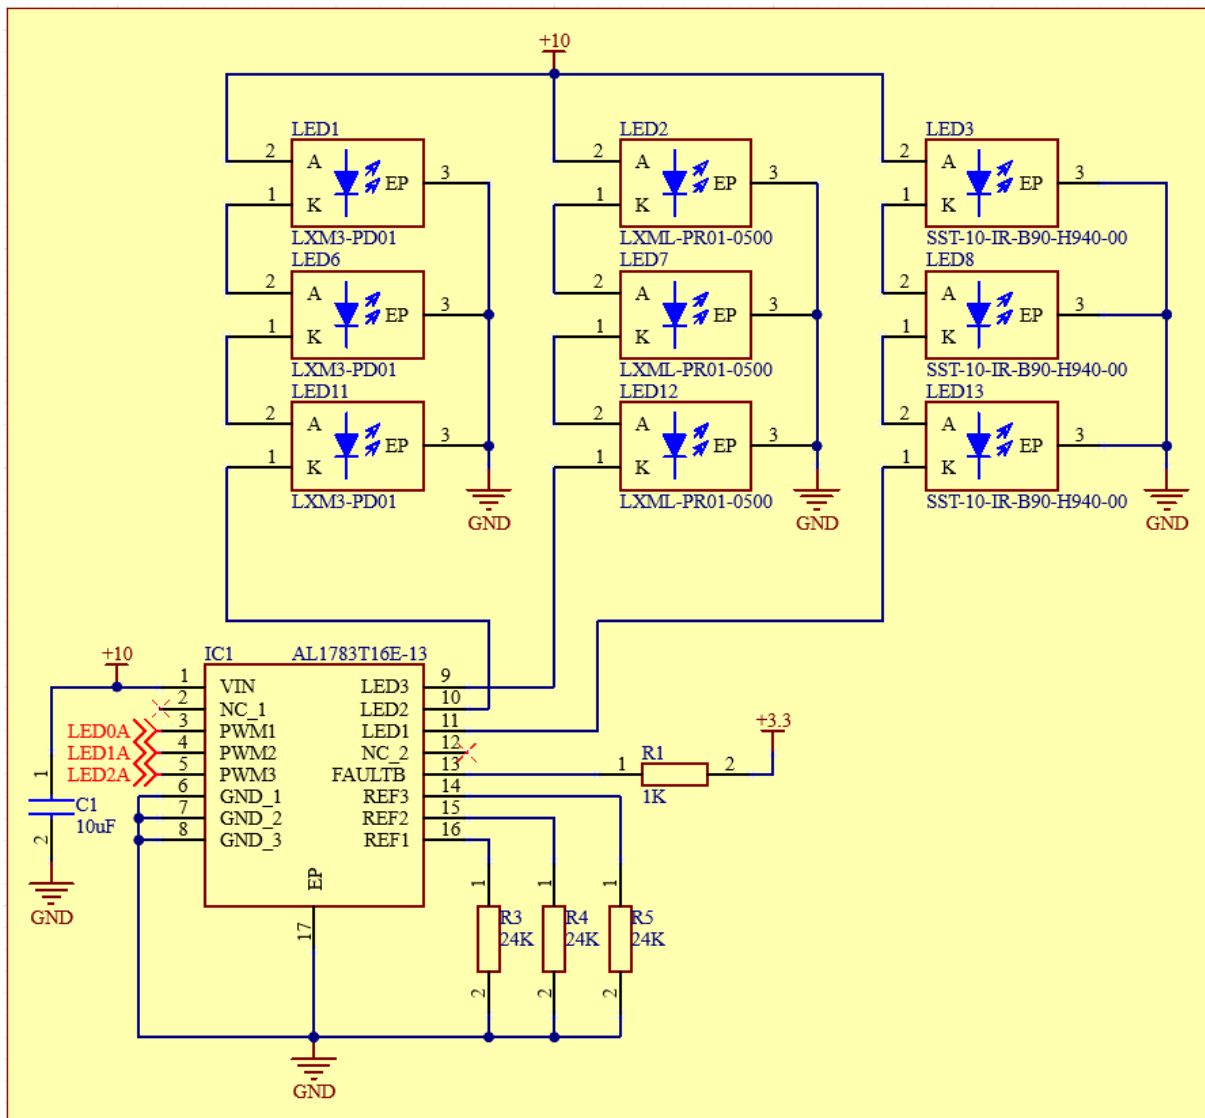 +10
LED1 LED2 LED3
2 A EP 3 2 A EP 3 2 A EP 3
1 K 1 K 1 K
LXM3-PD01 LXML-PR01-0500 SST-10-IR-B90-H940-00
LED6 LED7 LED8
2 A EP 3 2 A EP 3 2 A EP 3
1 K 1 K 1 K
LXM3-PD01 LXML-PR01-0500 SST-10-IR-B90-H940-00
LED11 LED12 LED13
2 A EP 3 2 A EP 3 2 A EP 3
1 K 1 K 1 K
LXM3-PD01 LXML-PR01-0500 SST-10-IR-B90-H940-00
GND GND GND
+10 IC1 AL1783T16E-13
1 VIN LED3 9
2 NC_1 LED2 10
LED0A 3 PWM1 LED1 11
LED1A 4 PWM2 NC_2 12
LED2A 5 PWM3 FAULTB 13
6 GND_1 REF3 14
7 GND_2 REF2 15
8 GND_3 REF1 16
EP
17
+3.3
R1
1 2
1K
1
C1
10uF
2
GND
1 1 1
R3 R4 R5
24K 24K 24K
2 2 2
GND